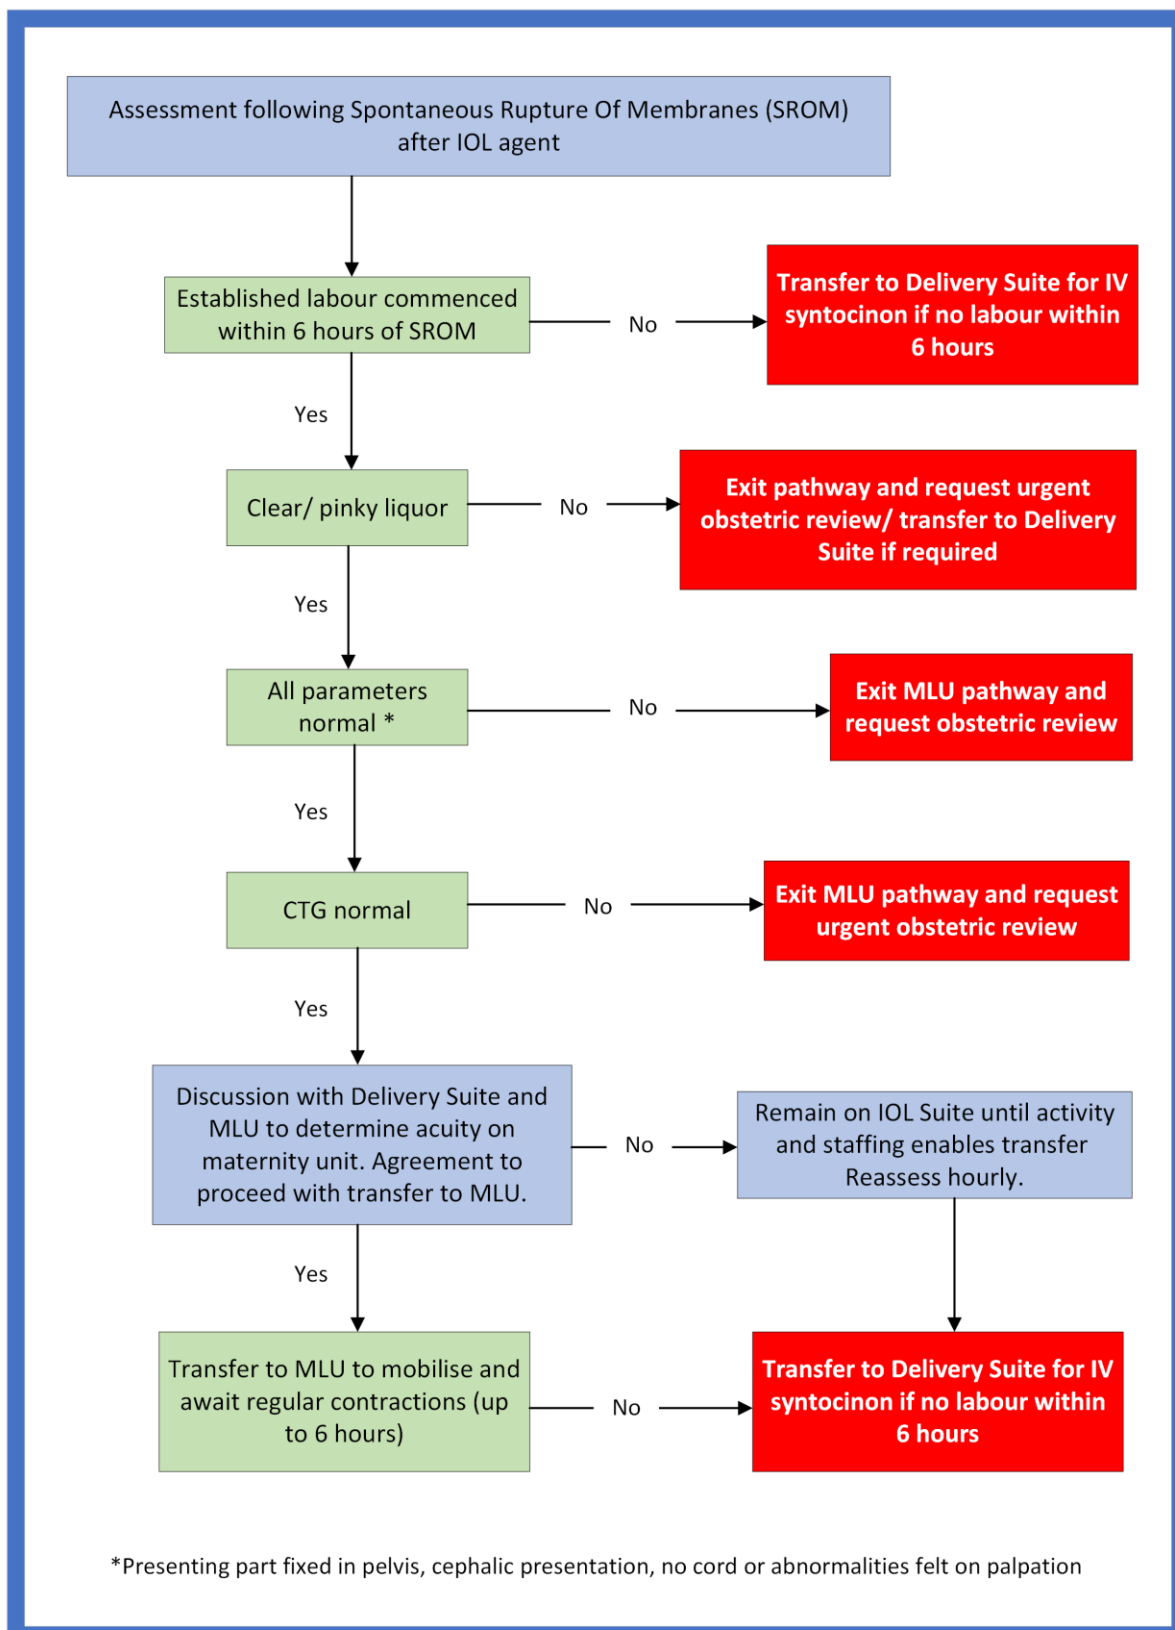 Assessment following Spontaneous Rupture Of Membranes (SROM)
after IOL agent
Established labour commenced
within 6 hours of SROM
No
Transfer to Delivery Suite for IV
syntocinon if no labour within
6 hours
Yes
Clear/ pinky liquor
No
Exit pathway and request urgent
obstetric review/ transfer to Delivery
Suite if required
Yes
All parameters
normal *
No
Exit MLU pathway and
request obstetric review
Yes
CTG normal
No
Exit MLU pathway and request
urgent obstetric review
Yes
Discussion with Delivery Suite and
MLU to determine acuity on
maternity unit. Agreement to
proceed with transfer to MLU.
No
Remain on IOL Suite until activity
and staffing enables transfer
Reassess hourly.
Yes
Transfer to MLU to mobilise and
await regular contractions (up
to 6 hours)
No
Transfer to Delivery Suite for IV
syntocinon if no labour within
6 hours
*Presenting part fixed in pelvis, cephalic presentation, no cord or abnormalities felt on palpation